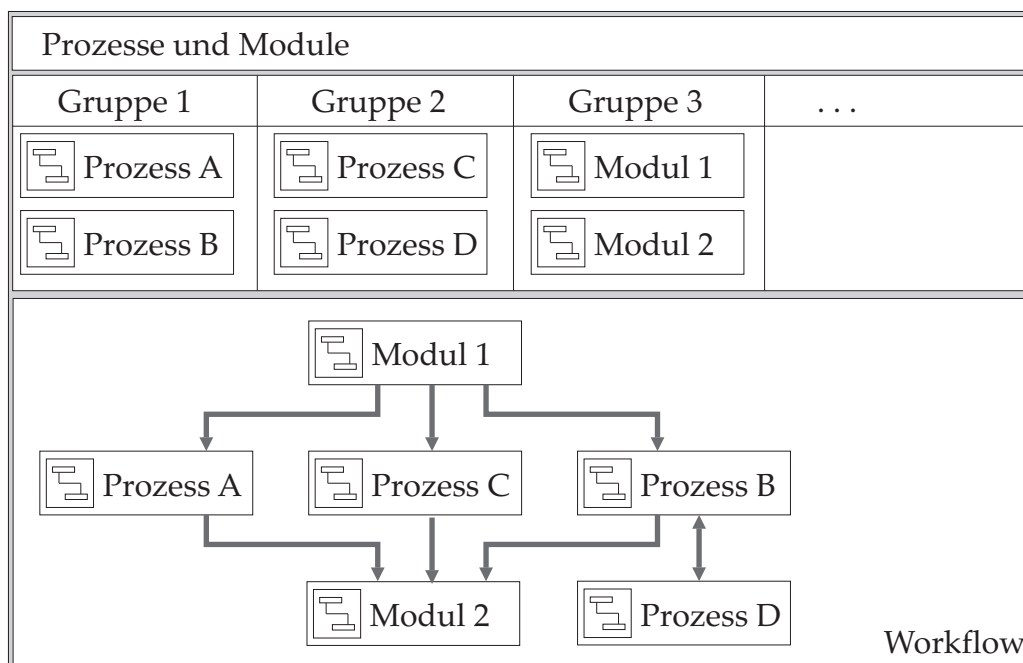 Prozesse und Module
Gruppe 1 Gruppe 2 Gruppe 3 . . .
Prozess A Prozess C Modul 1
Prozess B Prozess D Modul 2
Modul 1
Prozess A Prozess C Prozess B
Modul 2 Prozess D
Workflow